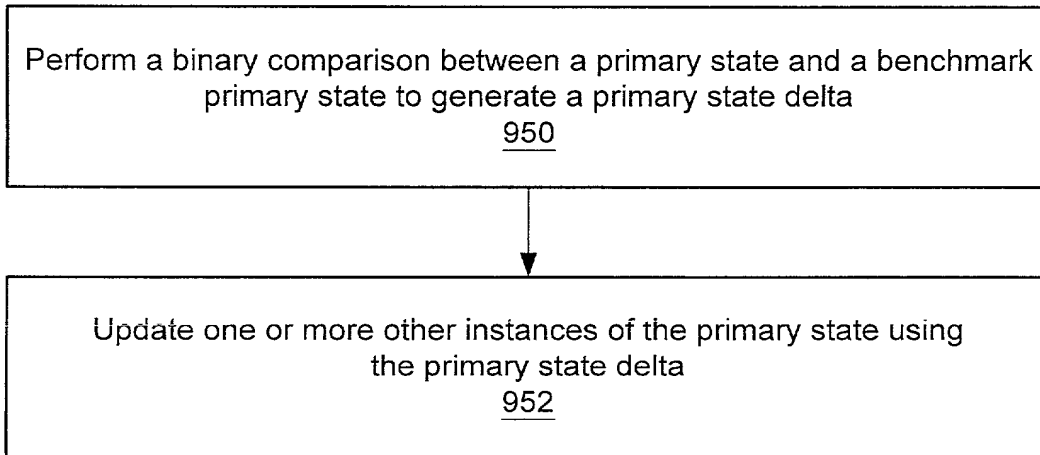 Perform a binary comparison between a primary state and a benchmark
primary state to generate a primary state delta
950
Update one or more other instances of the primary state using
the primary state delta
952